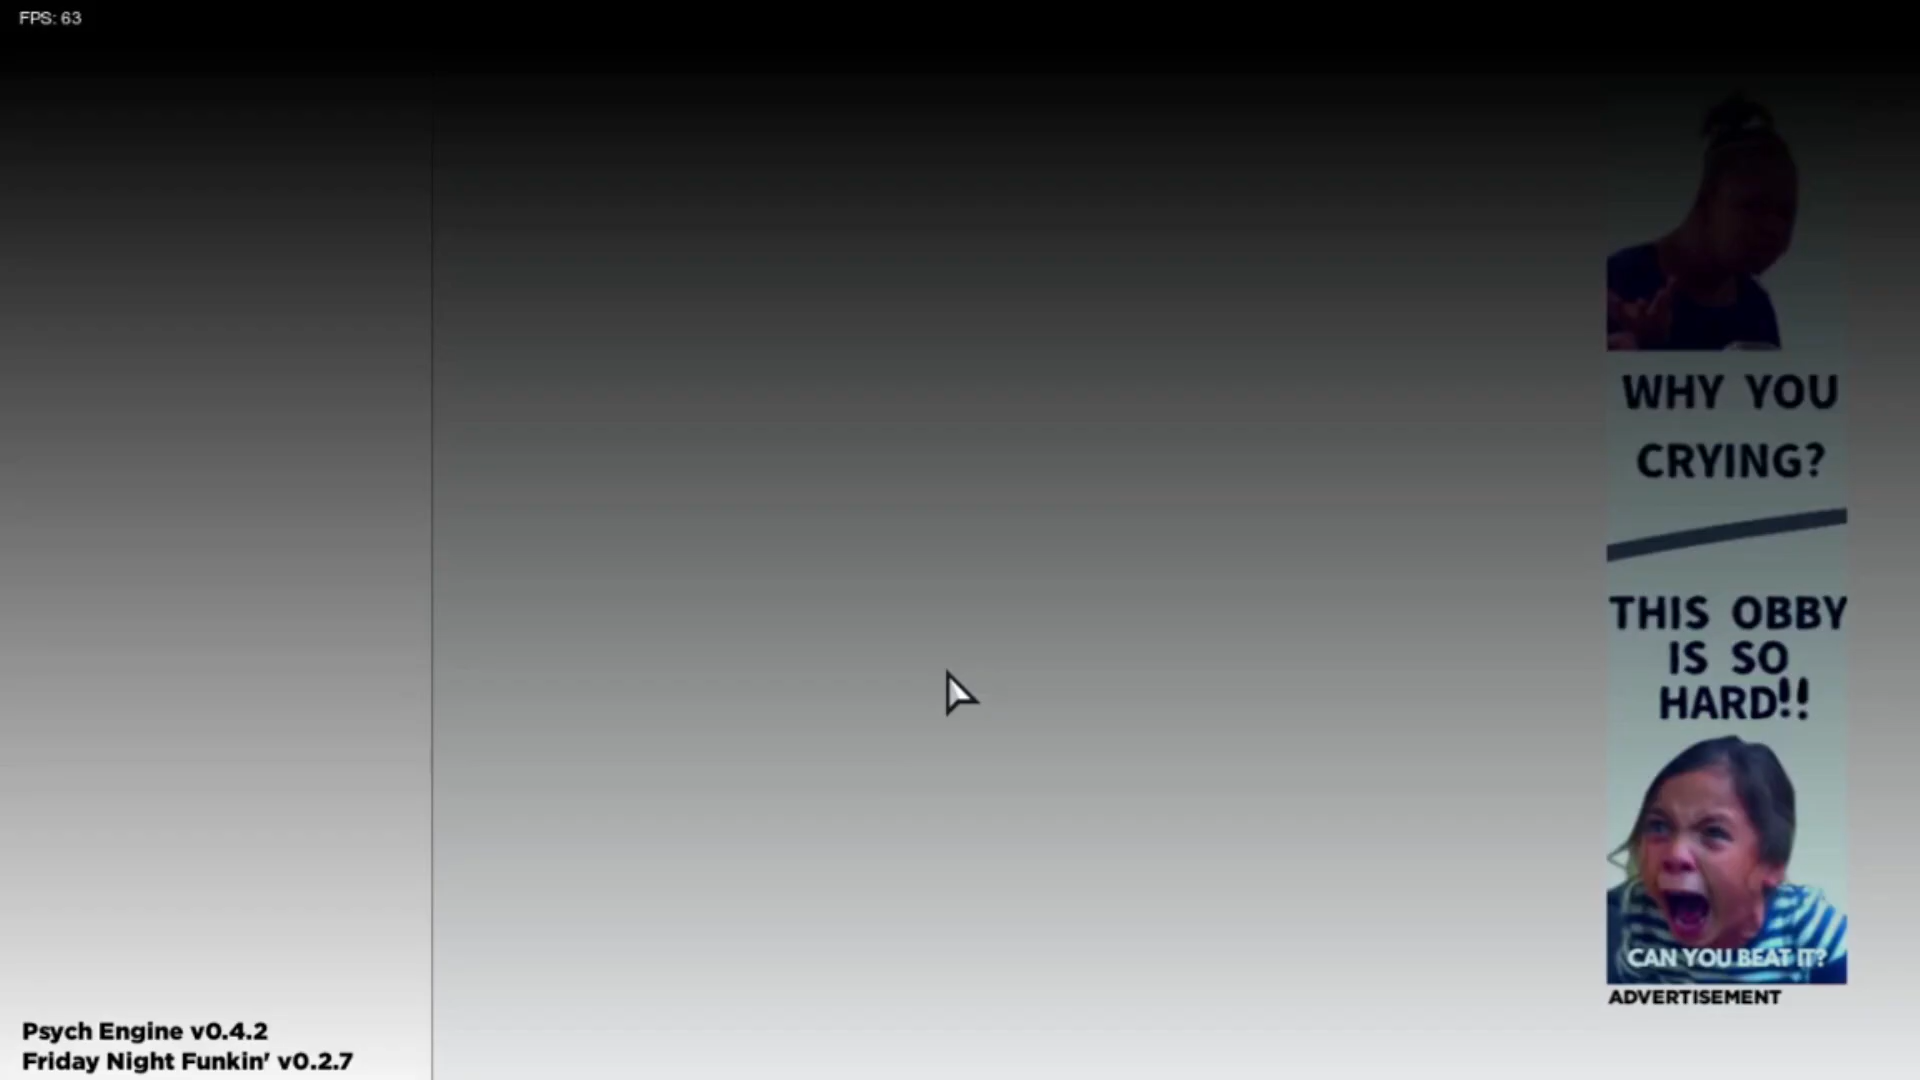 FPS: 63
WHY YOU
CRYING?
THIS OBBY
IS SO
HARD!!
CAN YOU BEAT IT?
ADVERTISEMENT
Psych Engine v0.4.2
Friday Night Funkin' v0.2.7